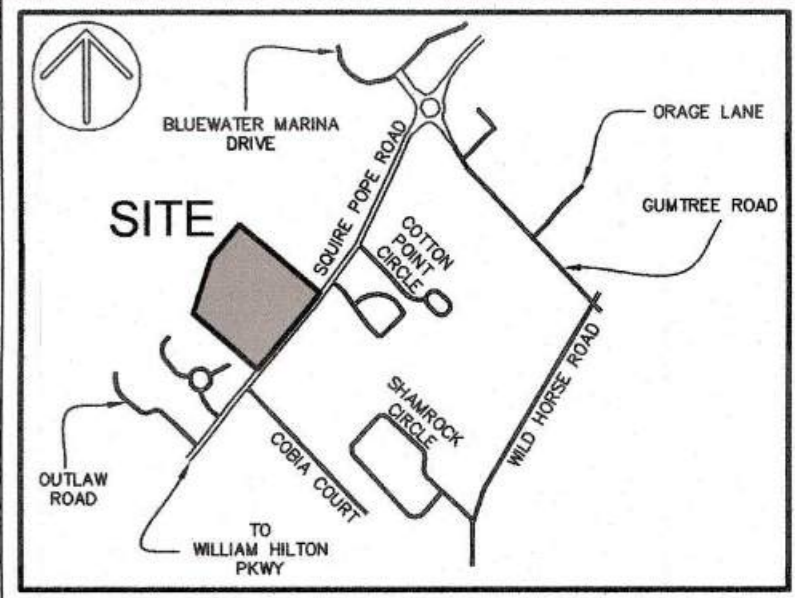 BLUEWATER MARINA
DRIVE
ORAGE LANE
GUMTREE ROAD
SITE
SQUIRE POPE ROAD
COTTON
POINT
CIRCLE
WILD HORSE ROAD
SHAMROCK
CIRCLE
COBIA COURT
OUTLAW
ROAD
TO
WILLIAM HILTON
PKWY